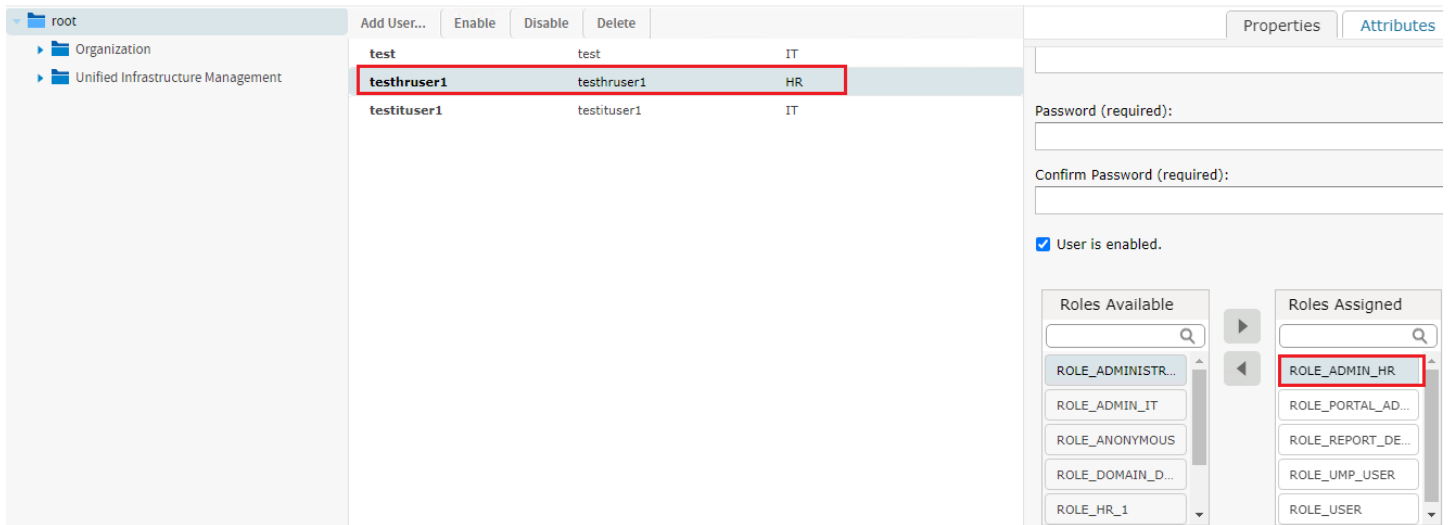 root
Organization
Unified Infrastructure Management
Add User... Enable Disable Delete
test test IT
testhruser1 testhruser1 HR
testituser1 testituser1 IT
Properties Attributes
Password (required):
Confirm Password (required):
User is enabled.
Roles Available
ROLE_ADMINISTR...
ROLE_ADMIN_IT
ROLE_ANONYMOUS
ROLE_DOMAIN_D...
ROLE_HR_1
Roles Assigned
ROLE_ADMIN_HR
ROLE_PORTAL_AD...
ROLE_REPORT_DE...
ROLE_UMP_USER
ROLE_USER